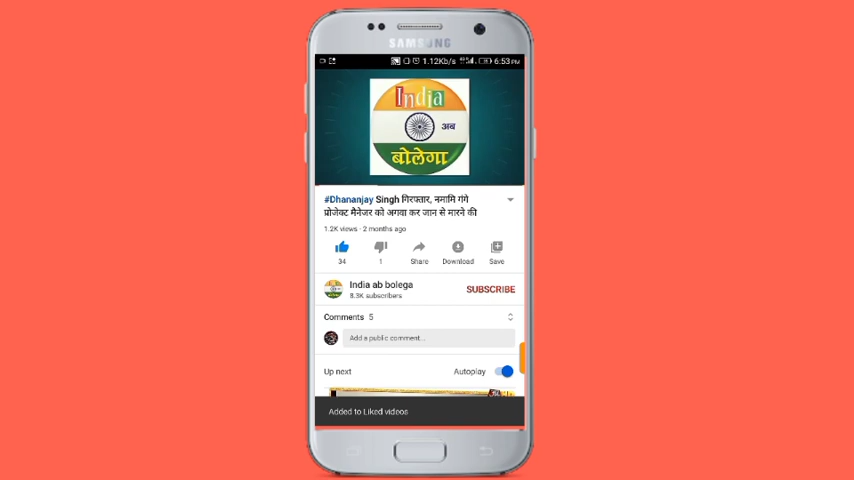 SAMSUNG
1.12Kb/s 6:53 PM
India
अब
बोलेगा
#Dhananjay Singh गिरफ्तार, नमामि गंगे
प्रोजेक्ट मैनेजर को अगवा कर जान से मारने की
1.2K views · 2 months ago
34 1 Share Download Save
India ab bolega
8.3K subscribers
SUBSCRIBE
Comments 5
Add a public comment...
Up next Autoplay
Added to Liked videos